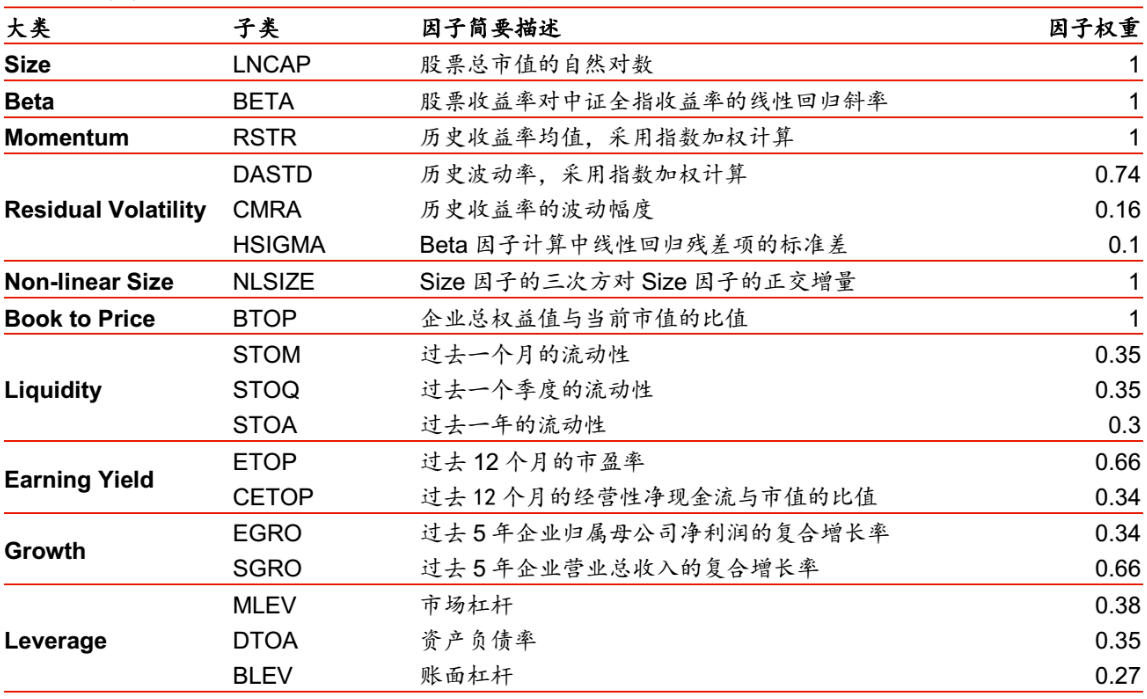 大类 子类 因子简要描述 因子权重
Size LNCAP 股票总市值的自然对数 1
Beta BETA 股票收益率对中证全指收益率的线性回归斜率 1
Momentum RSTR 历史收益率均值，采用指数加权计算 1
DASTD 历史波动率，采用指数加权计算 0.74
Residual Volatility CMRA 历史收益率的波动幅度 0.16
HSIGMA Beta 因子计算中线性回归残差项的标准差 0.1
Non-linear Size NLSIZE Size 因子的三次方对 Size 因子的正交增量 1
Book to Price BTOP 企业总权益值与当前市值的比值 1
STOM 过去一个月的流动性 0.35
Liquidity STOQ 过去一个季度的流动性 0.35
STOA 过去一年的流动性 0.3
ETOP 过去 12 个月的市盈率 0.66
Earning Yield CETOP 过去 12 个月的经营性净现金流与市值的比值 0.34
EGRO 过去 5 年企业归属母公司净利润的复合增长率 0.34
Growth SGRO 过去 5 年企业营业总收入的复合增长率 0.66
MLEV 市场杠杆 0.38
Leverage DTOA 资产负债率 0.35
BLEV 账面杠杆 0.27